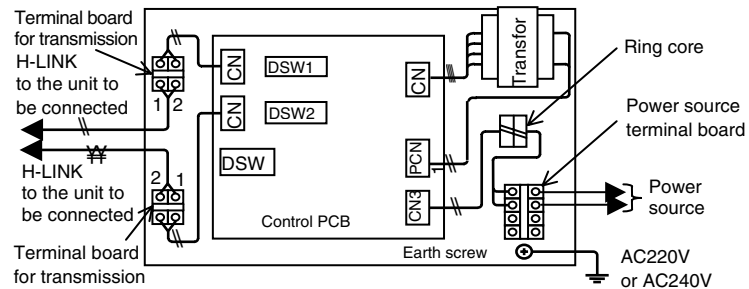 Terminal board
for transmission
H-LINK
to the unit to
be connected
1 2
H-LINK
to the unit to
be connected
2 1
Terminal board
for transmission
CN
DSW1
CN
DSW2
DSW
Control PCB
CN
PCN
1
CN3
Transfor
Ring core
Power source
terminal board
Power
source
Earth screw
AC220V
or AC240V